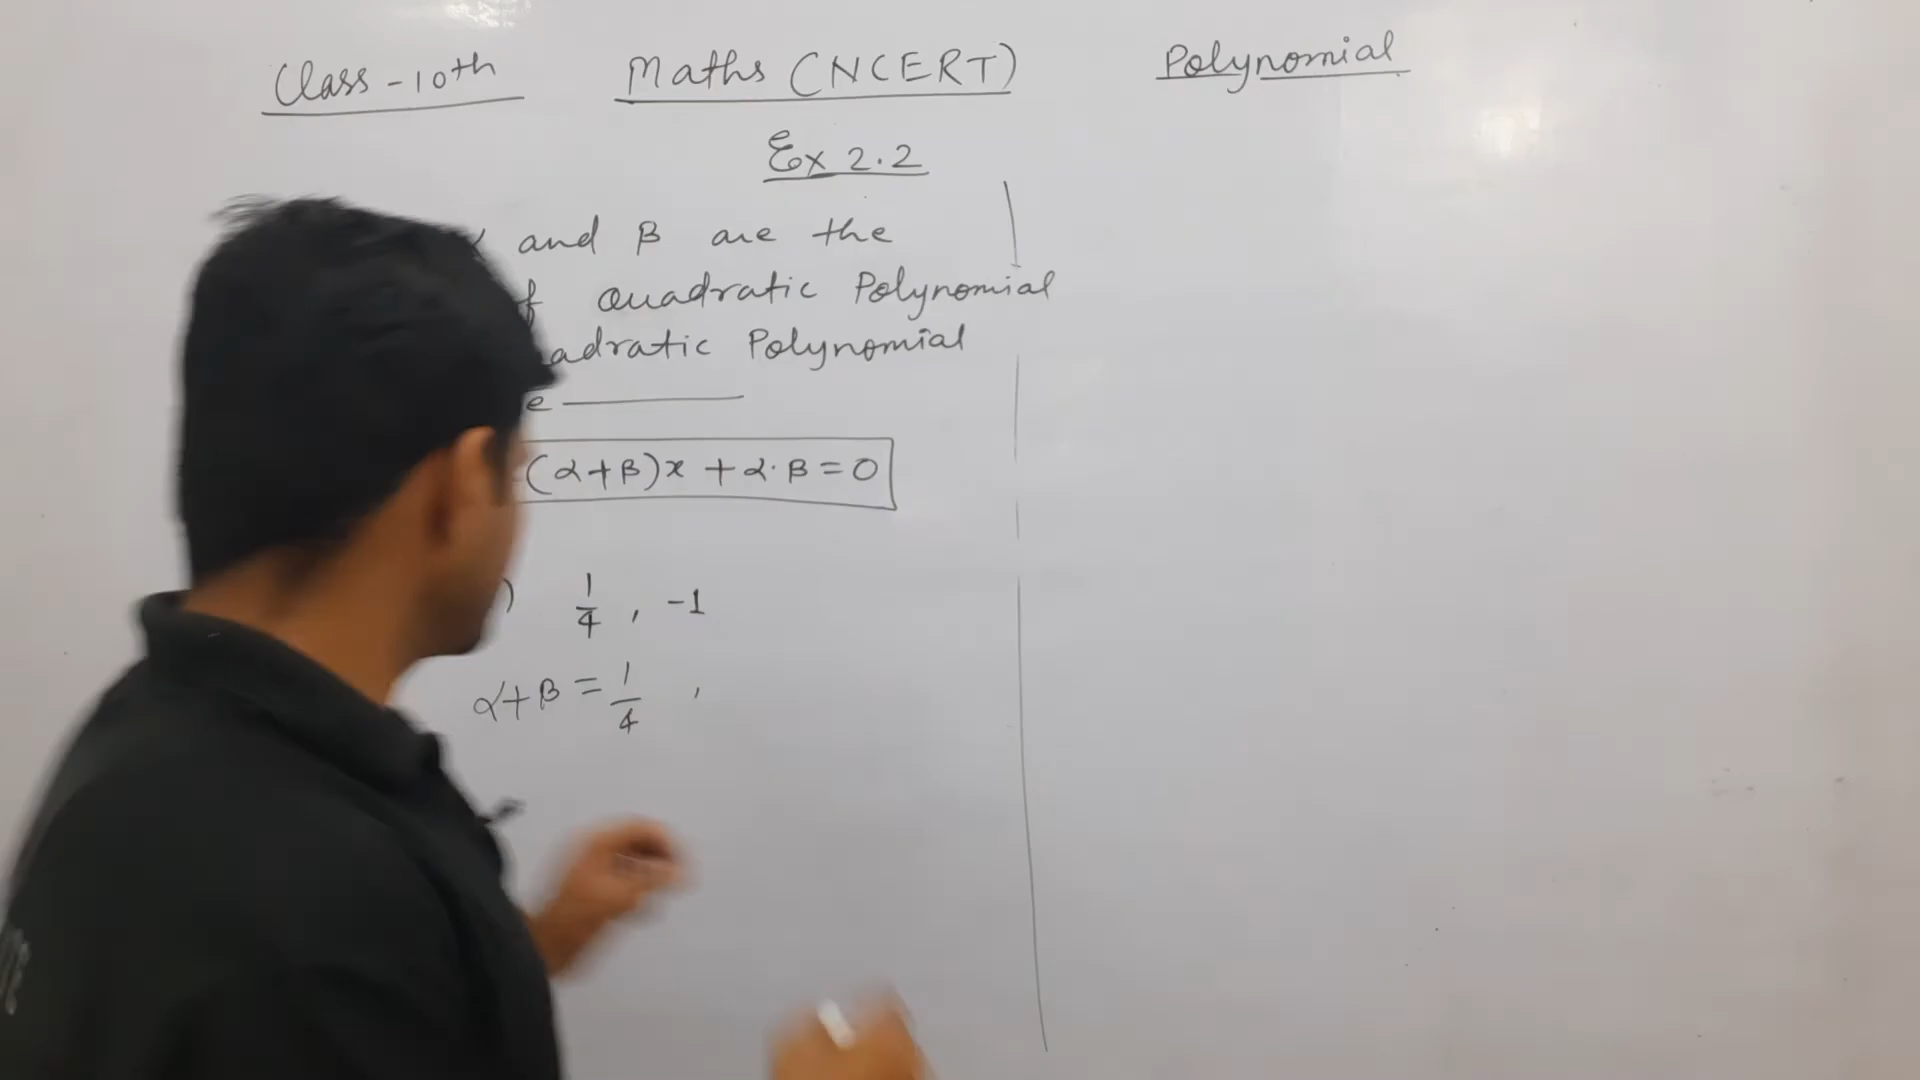 Class - 10th Maths (NCERT) Polynomial
Ex 2.2
and β are the
quadratic Polynomial
adratic Polynomial
e
(α+β)x + α·β = 0
) 1/4 , -1
α+β = 1/4 ,